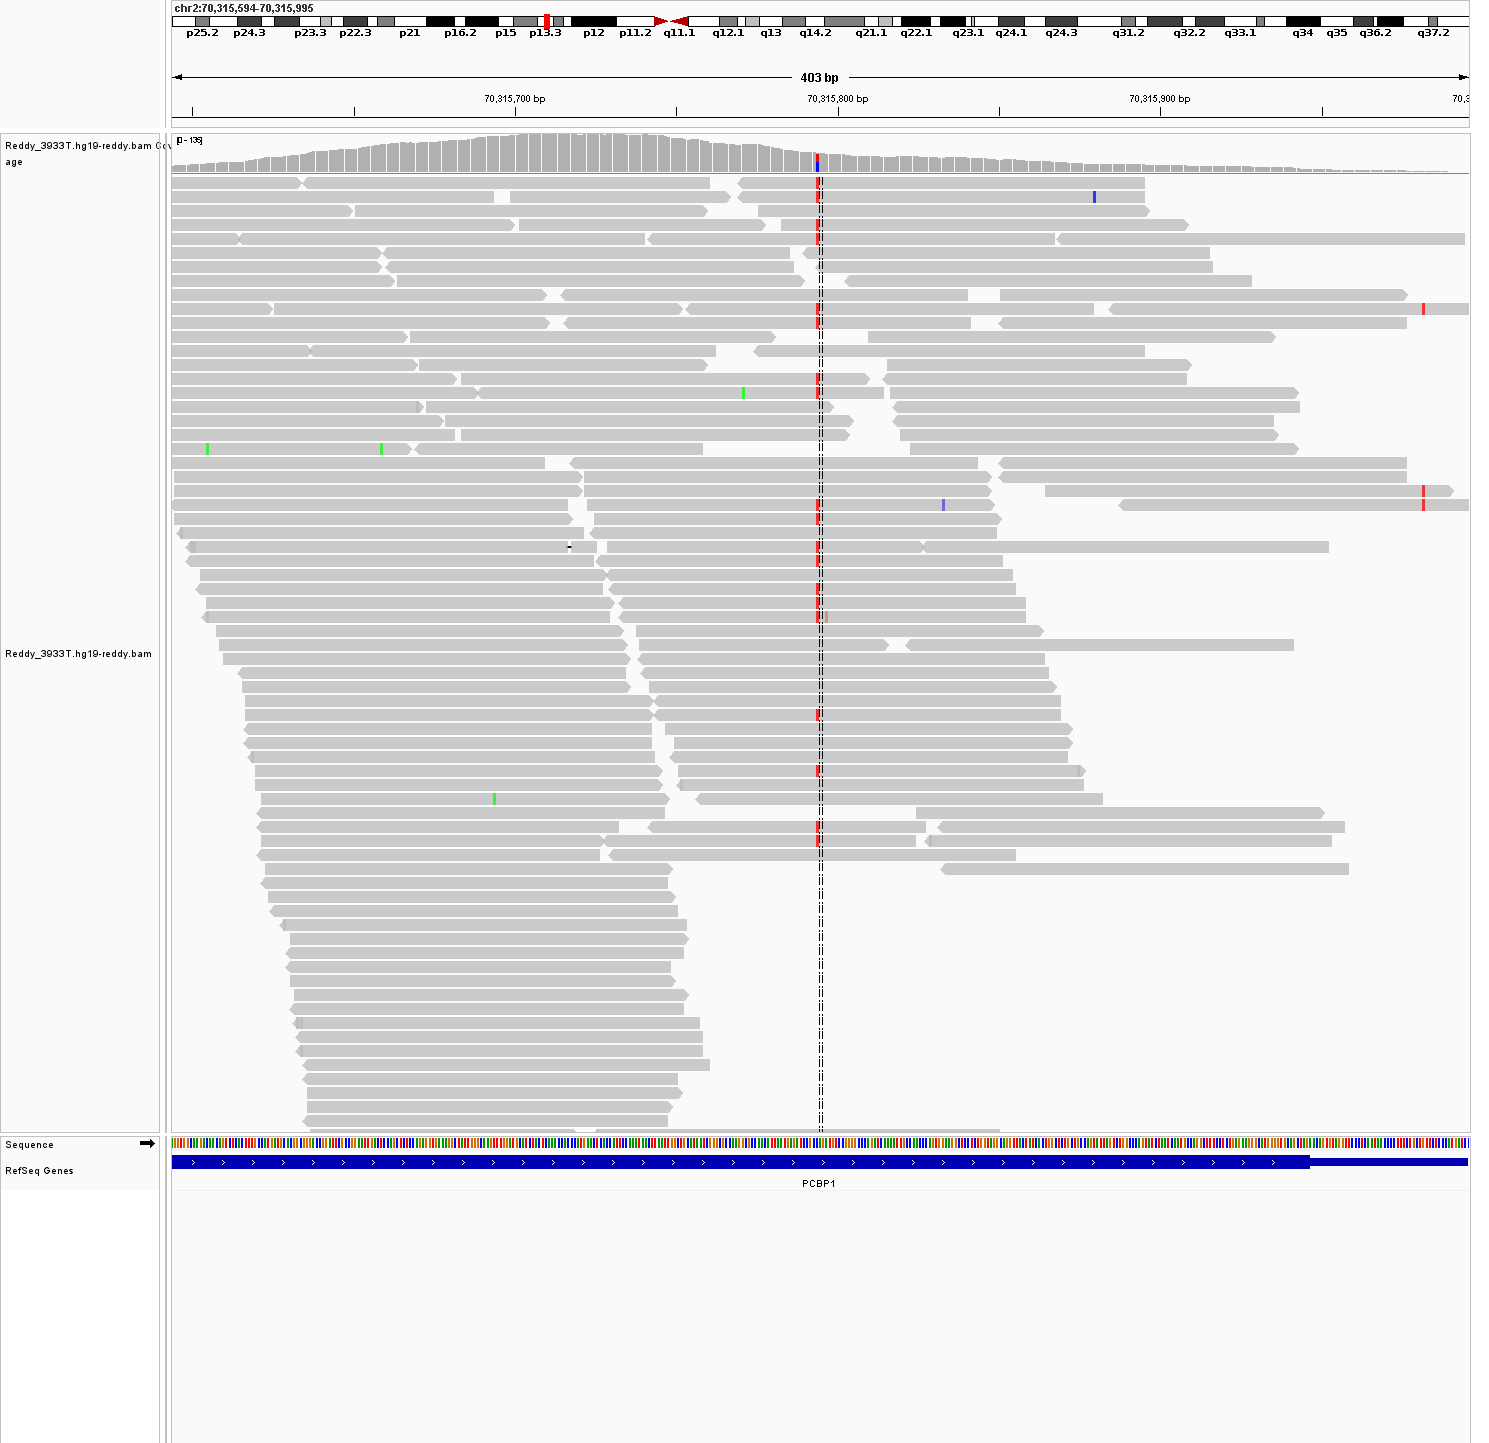 chr2:70,315,594-70,315,995
p25.2 p24.3 p23.3 p22.3 p21 p16.2 p15 p13.3 p12 p11.2 q11.1 q12.1 q13 q14.2 q21.1 q22.1 q23.1 q24.1 q24.3 q31.2 q32.2 q33.1 q34 q35 q36.2 q37.2
403 bp
70,315,700 bp 70,315,800 bp 70,315,900 bp 70,3
Reddy_3933T.hg19-reddy.bam Cov
age
[0 - 136]
Reddy_3933T.hg19-reddy.bam
Sequence
RefSeq Genes
PCBP1